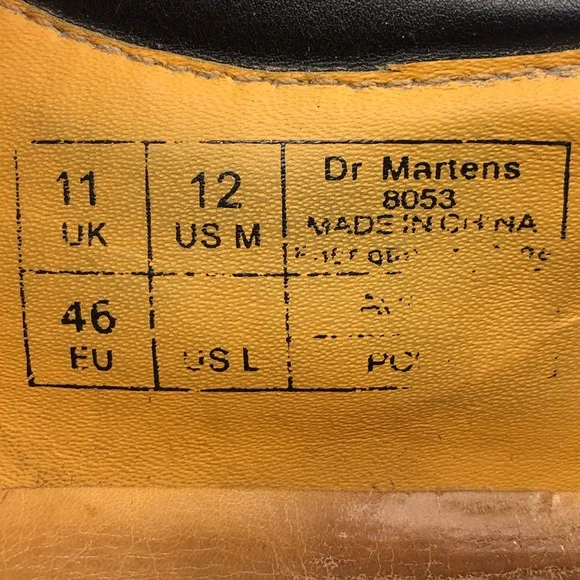 11
UK
12
US M
Dr Martens
8053
MADE IN CHINA
46
EU
US L